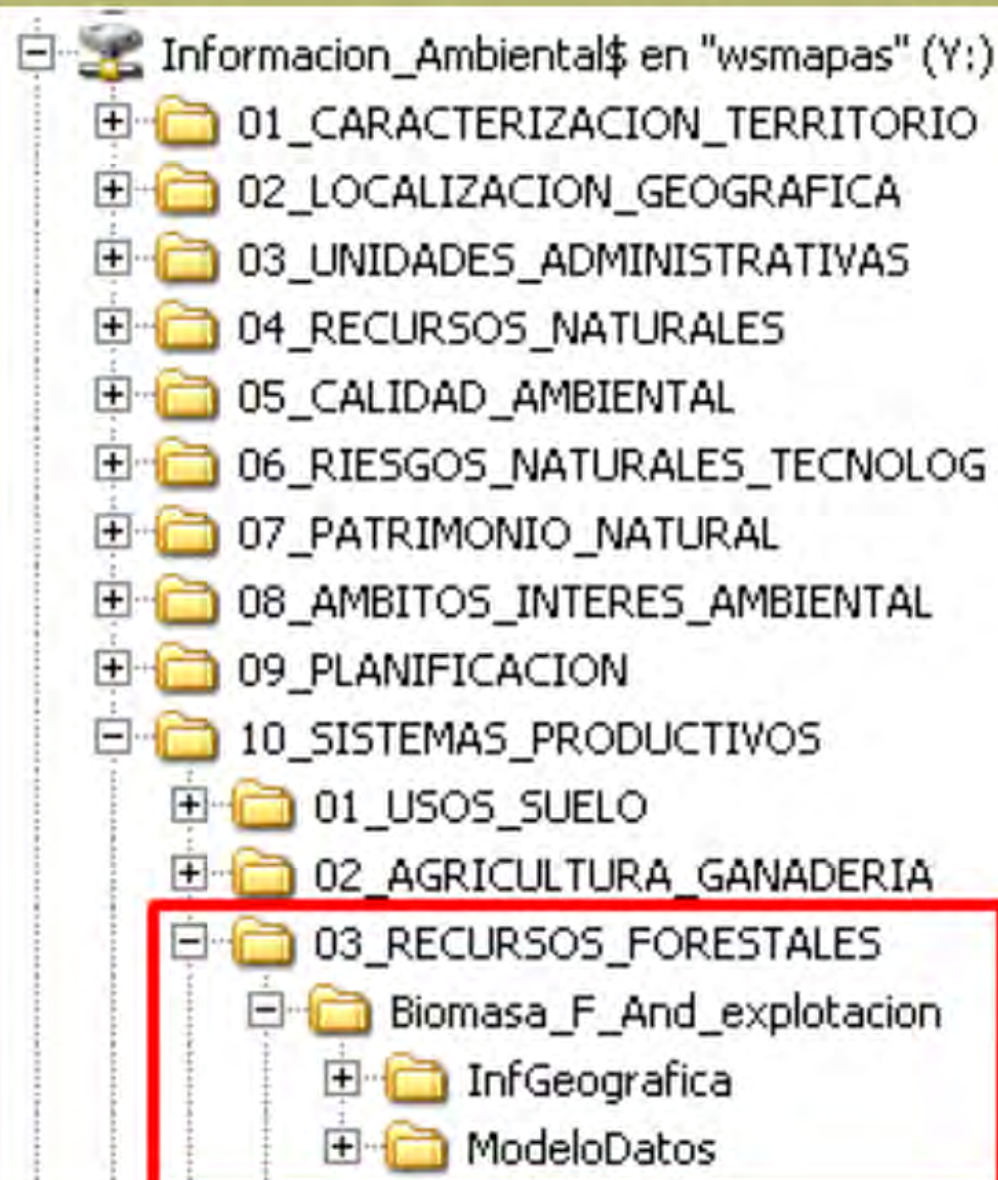 Informacion_Ambiental$ en "wsmapas" (Y:)
01_CARACTERIZACION_TERRITORIO
02_LOCALIZACION_GEOGRAFICA
03_UNIDADES_ADMINISTRATIVAS
04_RECURSOS_NATURALES
05_CALIDAD_AMBIENTAL
06_RIESGOS_NATURALES_TECNOLOG
07_PATRIMONIO_NATURAL
08_AMBITOS_INTERES_AMBIENTAL
09_PLANIFICACION
10_SISTEMAS_PRODUCTIVOS
01_USOS_SUELO
02_AGRICULTURA_GANADERIA
03_RECURSOS_FORESTALES
Biomasa_F_And_explotacion
InfGeografica
ModeloDatos